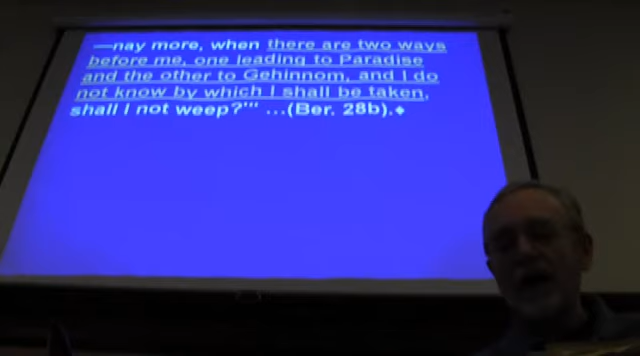 —nay more, when there are two ways
before me, one leading to Paradise
and the other to Gehinnom, and I do
not know by which I shall be taken,
shall I not weep?'" ...(Ber. 28b).♦